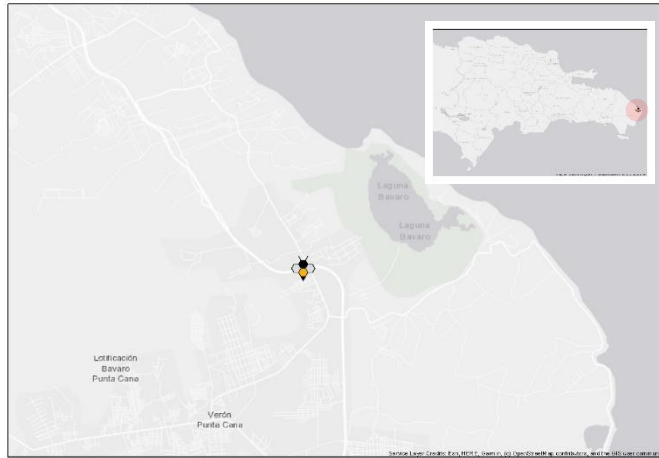 Laguna
Bavaro
Laguna
Bavaro
Lotificación
Bavaro
Punta Cana
Verón
Punta Cana
Service Layer Credits: Esri, HERE, Garmin, (c) OpenStreetMap contributors, and the GIS user commun